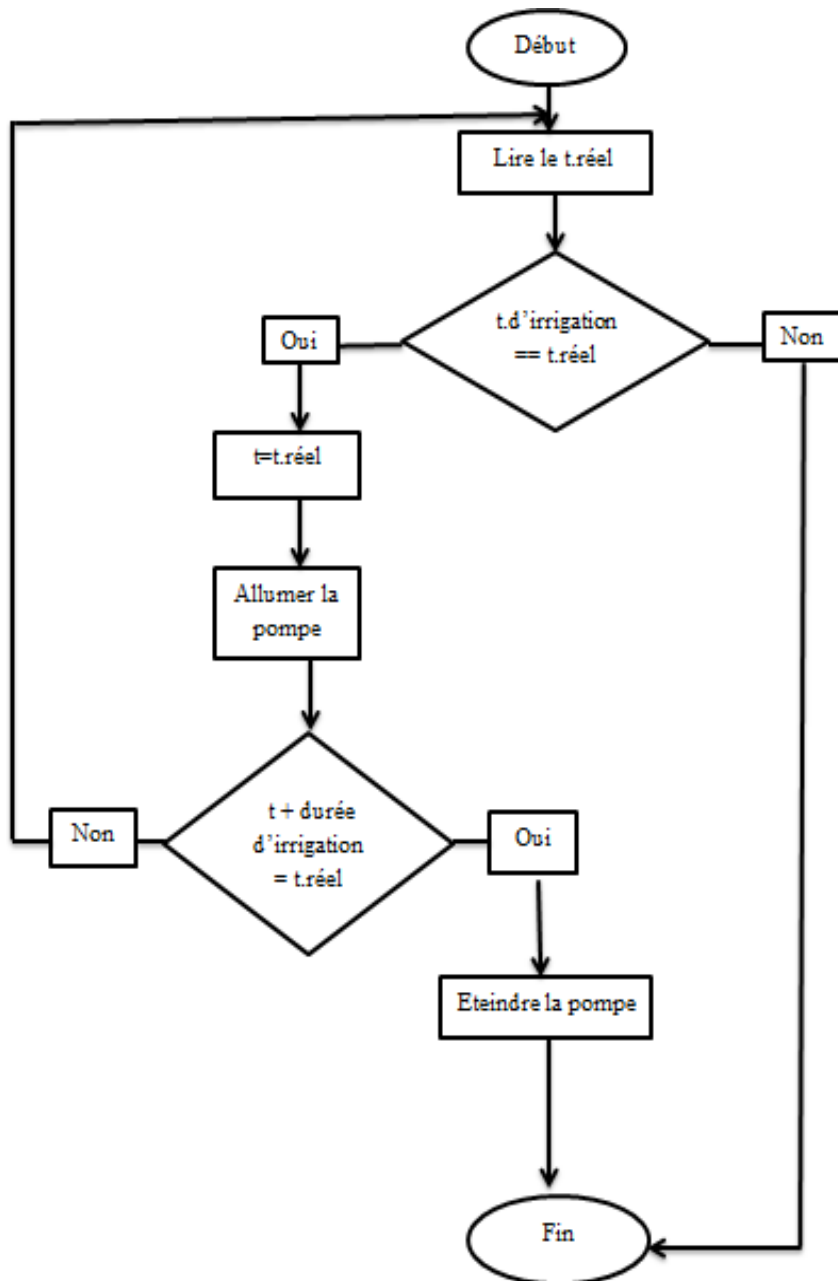 Début
Lire le t.réel
t.d’irrigation
== t.réel
Oui
Non
t=t.réel
Allumer la
pompe
t + durée
d’irrigation
= t.réel
Non
Oui
Eteindre la pompe
Fin